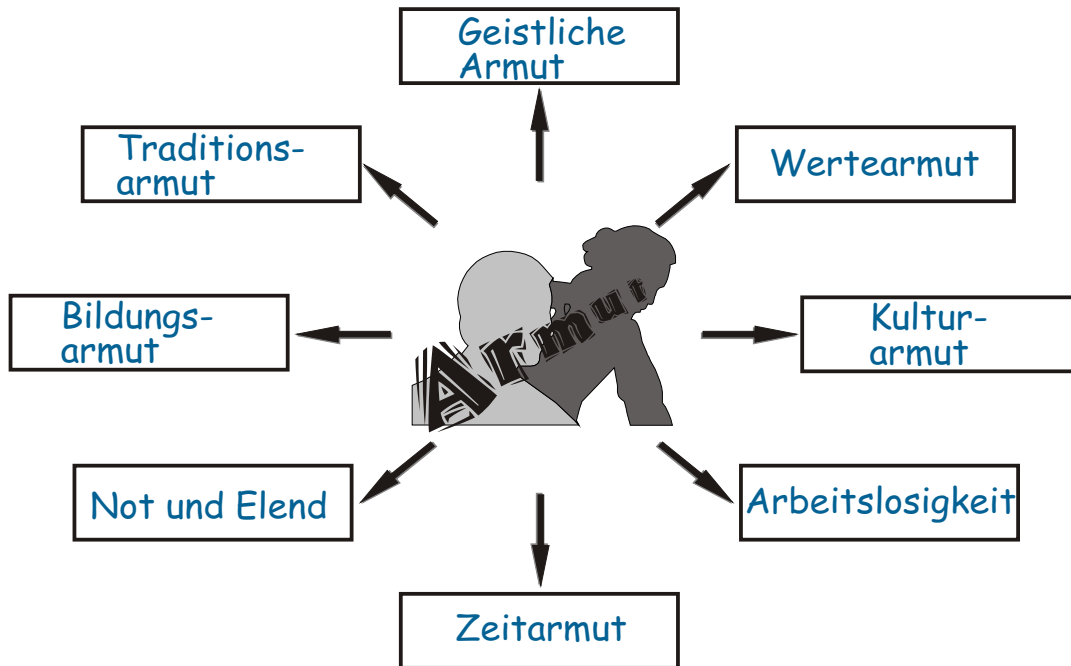 Geistliche
Armut
Traditions-
armut
Wertearmut
Bildungs-
armut
Armut
Kultur-
armut
Not und Elend
Arbeitslosigkeit
Zeitarmut